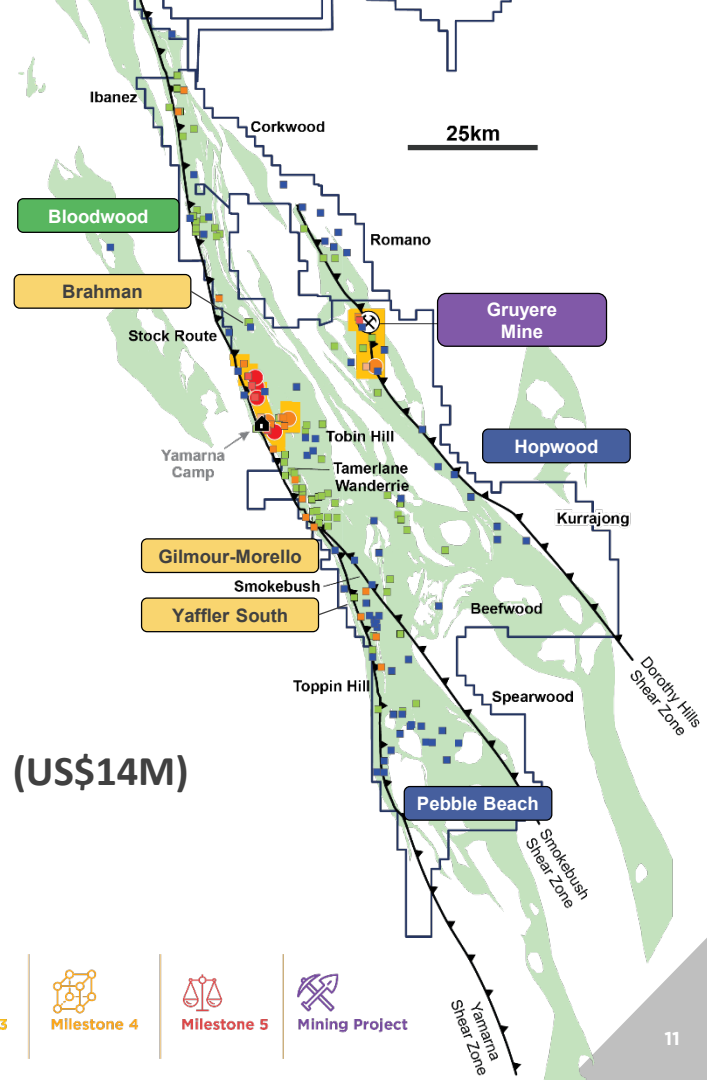 Ibanez
Corkwood
25km
Bloodwood
Romano
Brahman
Gruyere
Mine
Stock Route
Yamarna
Camp
Tobin Hill
Hopwood
Tamerlane
Wanderrie
Kurrajong
Gilmour-Morello
Smokebush
Yaffler South
Beefwood
Toppin Hill
Spearwood
Dorothy Hills
Shear Zone
(US$14M)
Pebble Beach
Smokebush
Shear Zone
Yamarna
Shear Zone
3
Milestone 4
Milestone 5
Mining Project
11